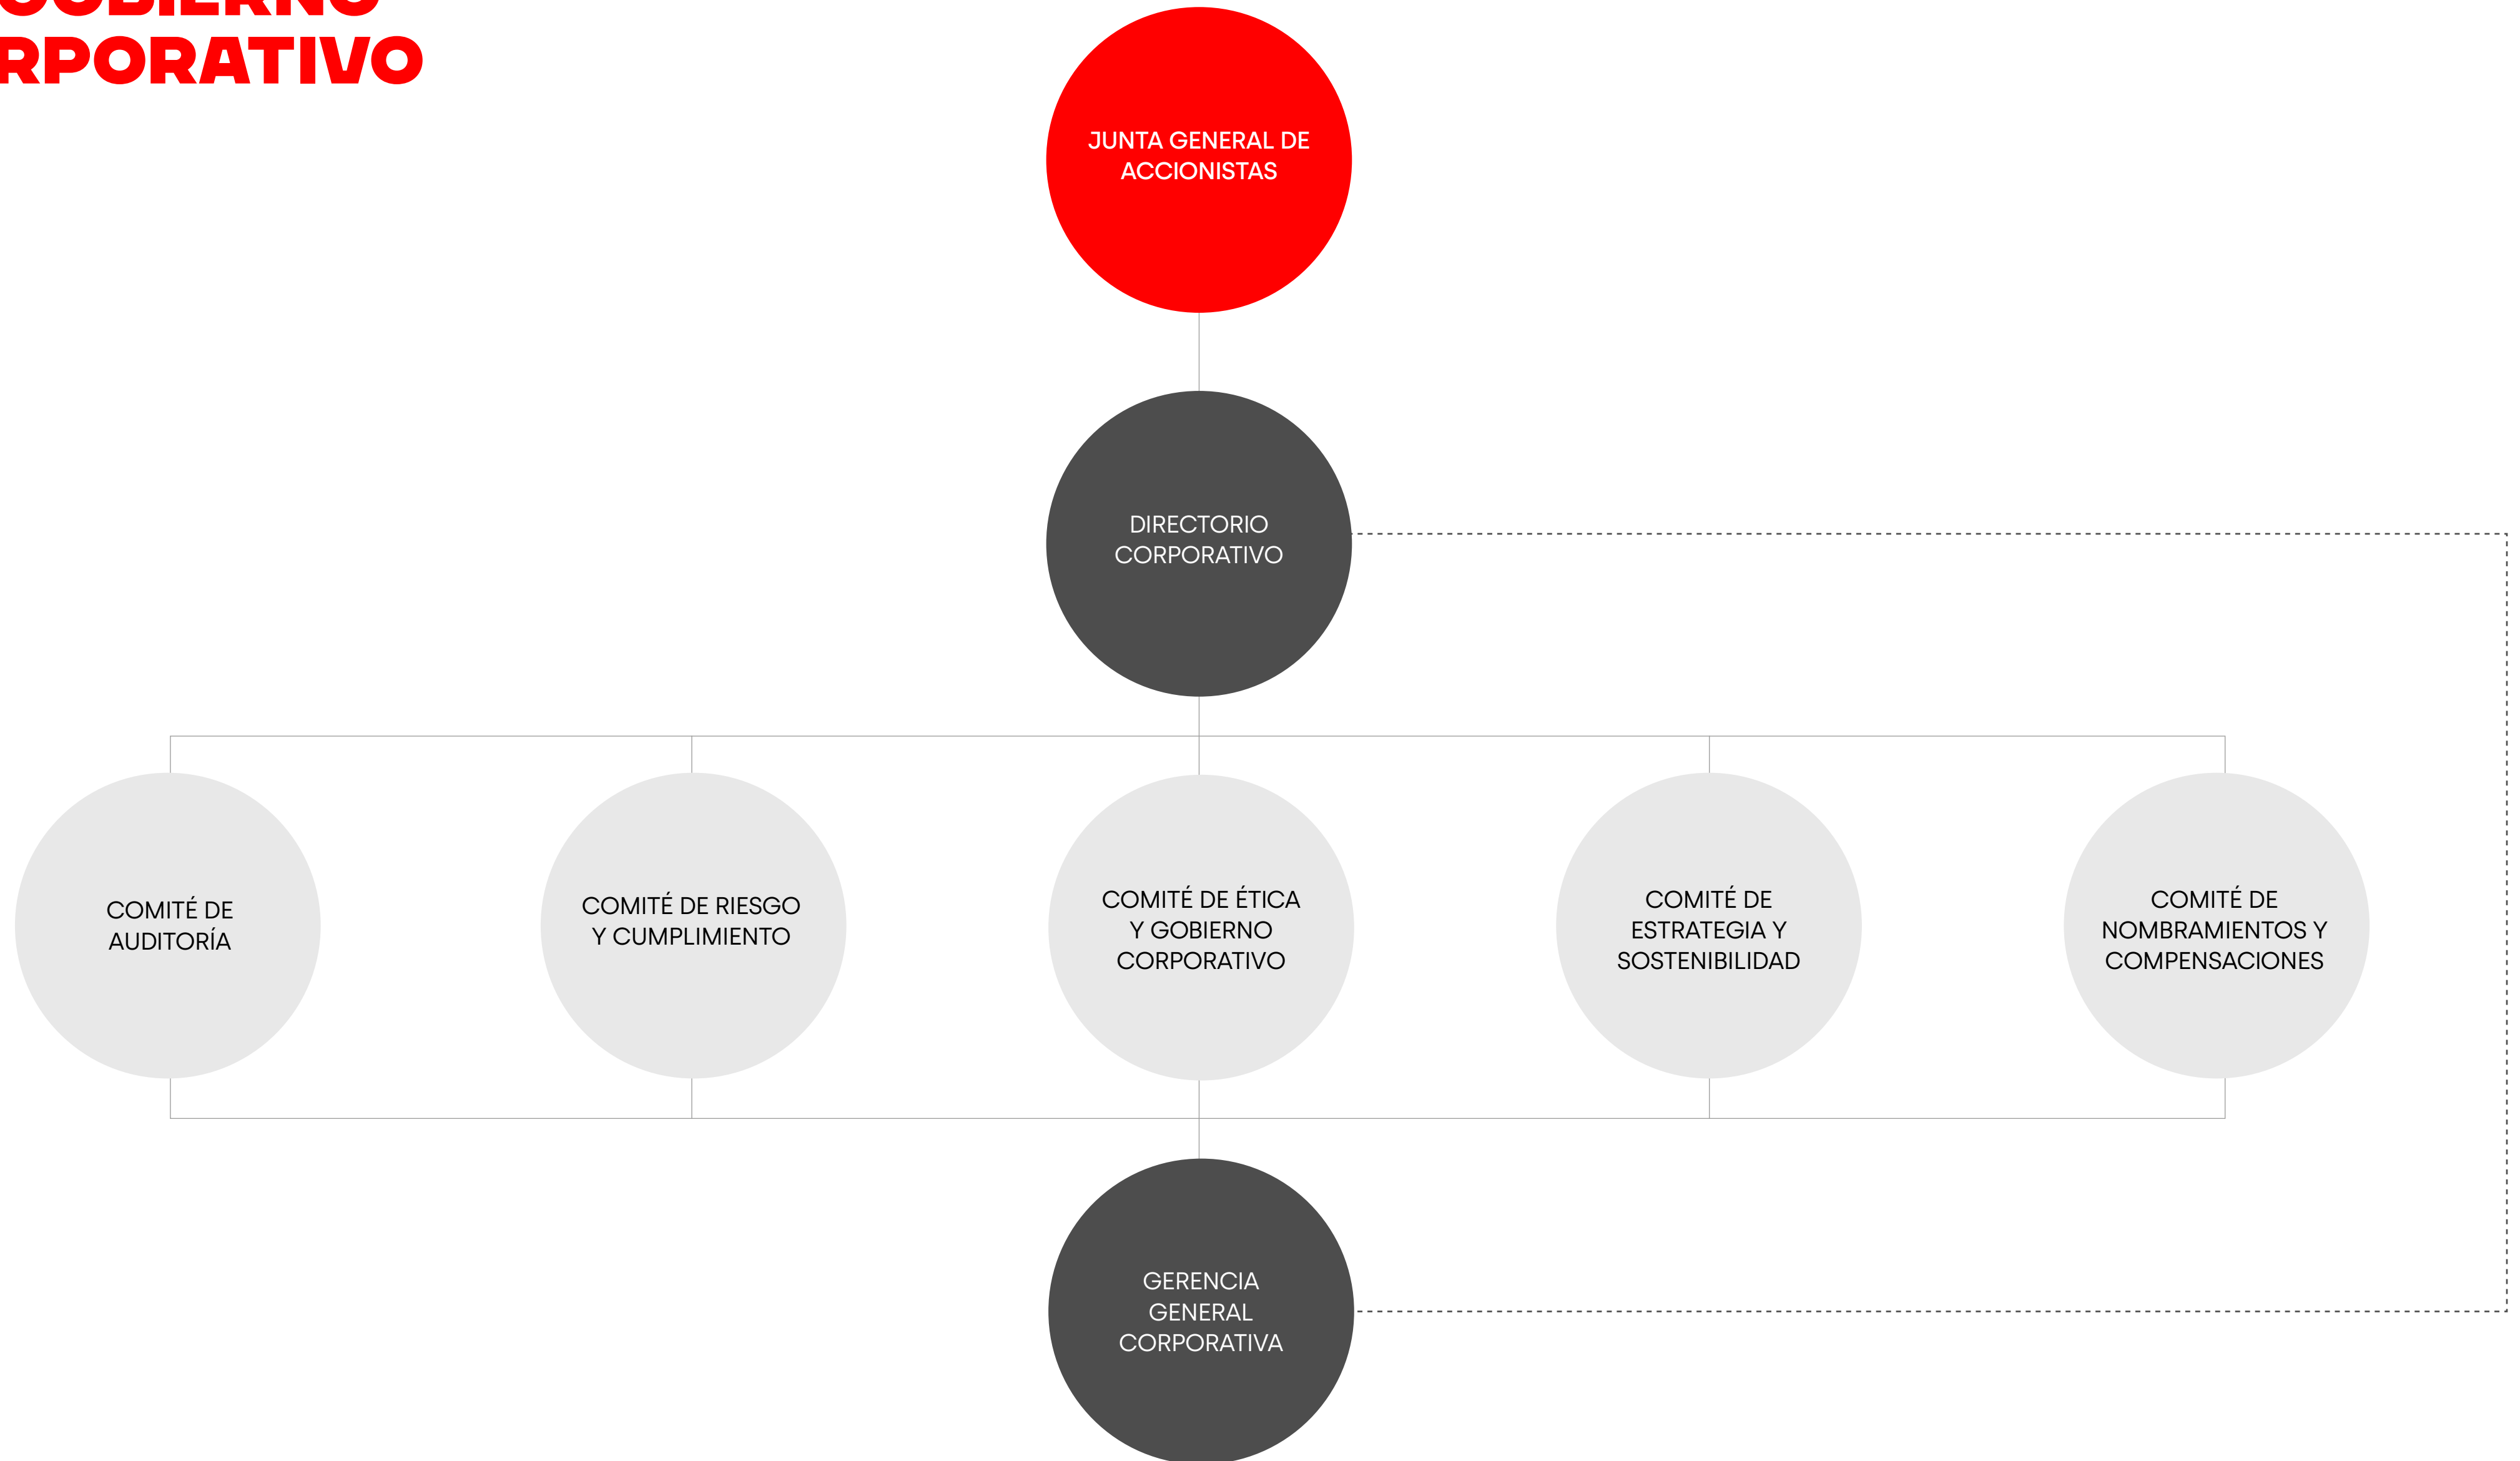 GOBIERNO
RPORATIVO
JUNTA GENERAL DE
ACCIONISTAS
DIRECTORIO
CORPORATIVO
COMITÉ DE
AUDITORÍA
COMITÉ DE RIESGO
Y CUMPLIMIENTO
COMITÉ DE ÉTICA
Y GOBIERNO
CORPORATIVO
COMITÉ DE
ESTRATEGIA Y
SOSTENIBILIDAD
COMITÉ DE
NOMBRAMIENTOS Y
COMPENSACIONES
GERENCIA
GENERAL
CORPORATIVA